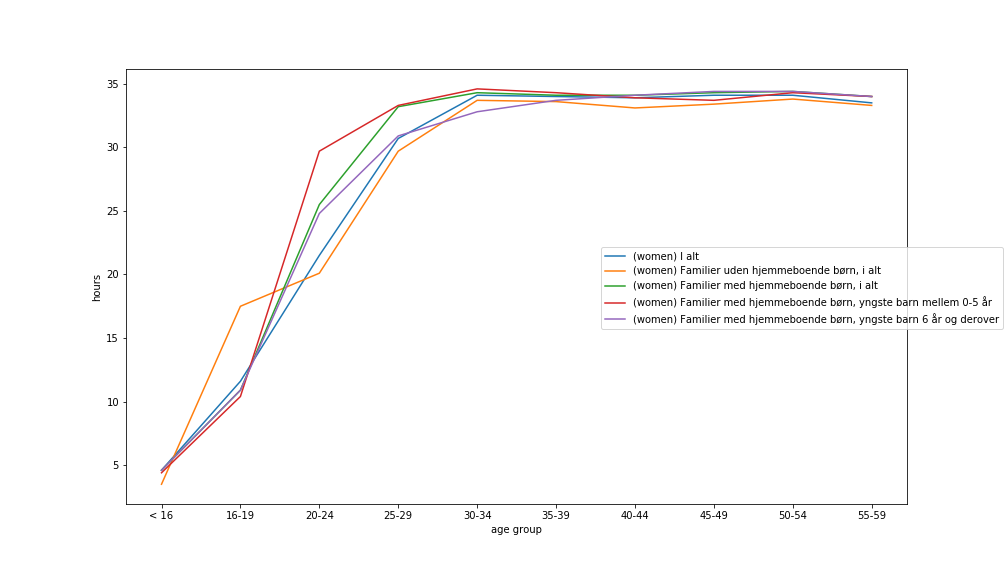 35
30
25
20
15
10
5
hours
< 16 16-19 20-24 25-29 30-34 35-39 40-44 45-49 50-54 55-59
age group
(women) I alt
(women) Familier uden hjemmeboende børn, i alt
(women) Familier med hjemmeboende børn, i alt
(women) Familier med hjemmeboende børn, yngste barn mellem 0-5 år
(women) Familier med hjemmeboende børn, yngste barn 6 år og derover